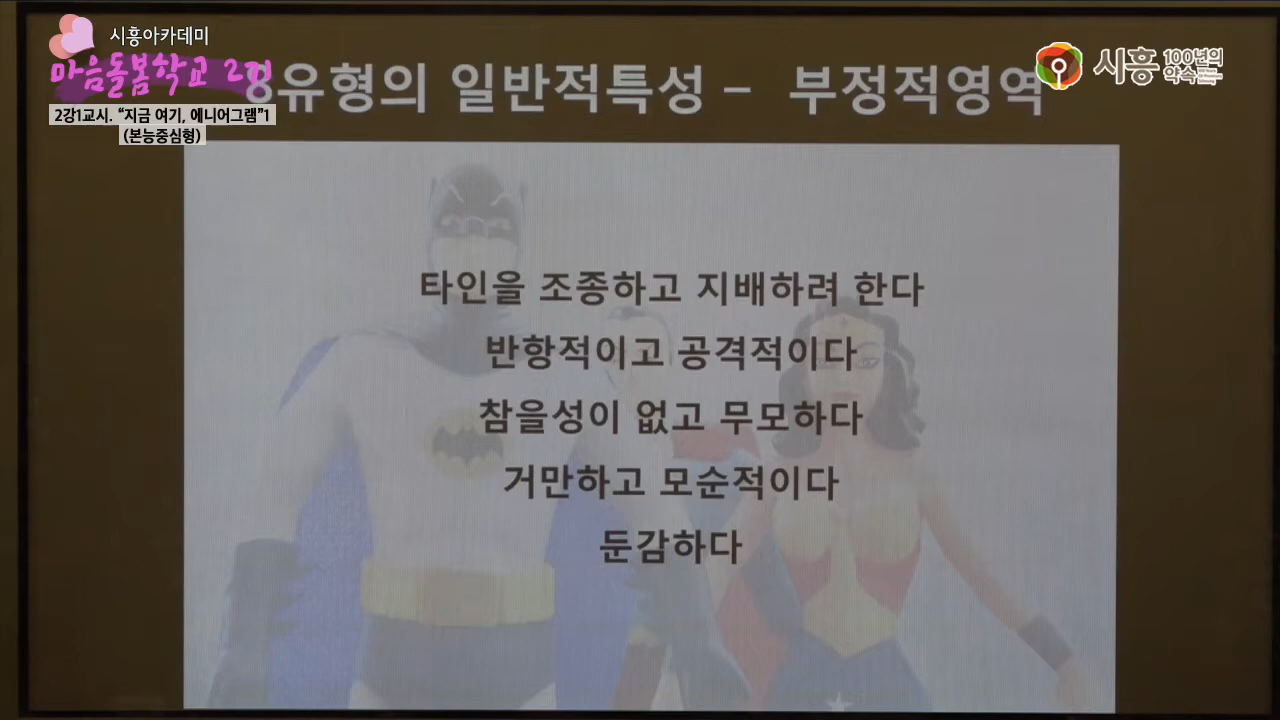 시흥아카데미
마음돌봄학교 2기
2강1교시. “지금 여기, 에니어그램”1
(본능중심형)
시흥 100년의
약속
8유형의 일반적특성 - 부정적영역
타인을 조종하고 지배하려 한다
반항적이고 공격적이다
참을성이 없고 무모하다
거만하고 모순적이다
둔감하다